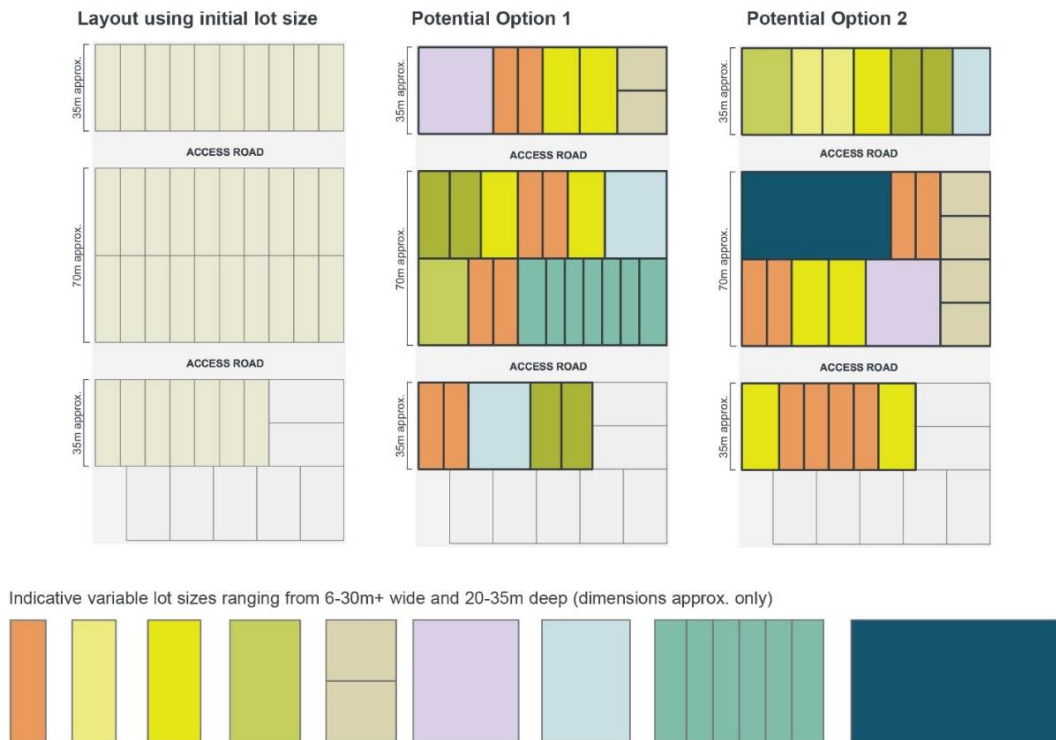 Layout using initial lot size
35m approx.
ACCESS ROAD
70m approx.
ACCESS ROAD
35m approx.
Potential Option 1
35m approx.
ACCESS ROAD
70m approx.
ACCESS ROAD
35m approx.
Potential Option 2
35m approx.
ACCESS ROAD
70m approx.
ACCESS ROAD
35m approx.
Indicative variable lot sizes ranging from 6-30m+ wide and 20-35m deep (dimensions approx. only)